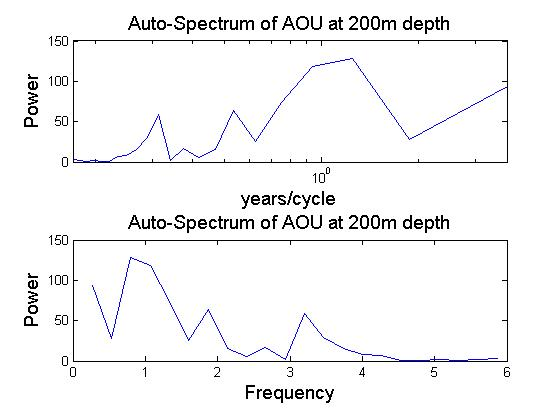 Auto-Spectrum of AOU at 200m depth
150
100
50
0
Power
10^0
years/cycle
Auto-Spectrum of AOU at 200m depth
150
100
50
0
Power
0 1 2 3 4 5 6
Frequency